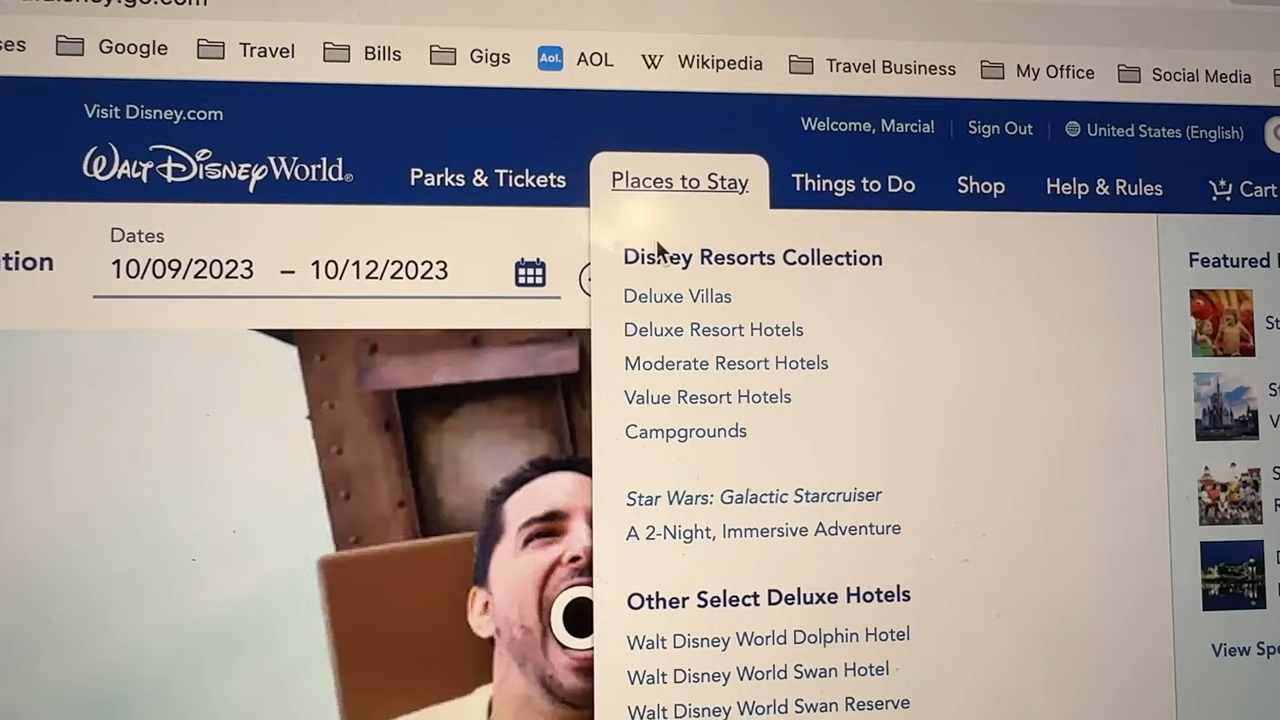 Google Travel Bills Gigs Aol. AOL W Wikipedia Travel Business My Office Social Media
Visit Disney.com
Welcome, Marcia! Sign Out United States (English)
WALT DISNEY World® Parks & Tickets Places to Stay Things to Do Shop Help & Rules Cart
Dates
10/09/2023 – 10/12/2023
Disney Resorts Collection
Featured
Deluxe Villas
Deluxe Resort Hotels
Moderate Resort Hotels
Value Resort Hotels
Campgrounds
Star Wars: Galactic Starcruiser
A 2-Night, Immersive Adventure
Other Select Deluxe Hotels
Walt Disney World Dolphin Hotel
View
Walt Disney World Swan Hotel
Walt Disney World Swan Reserve